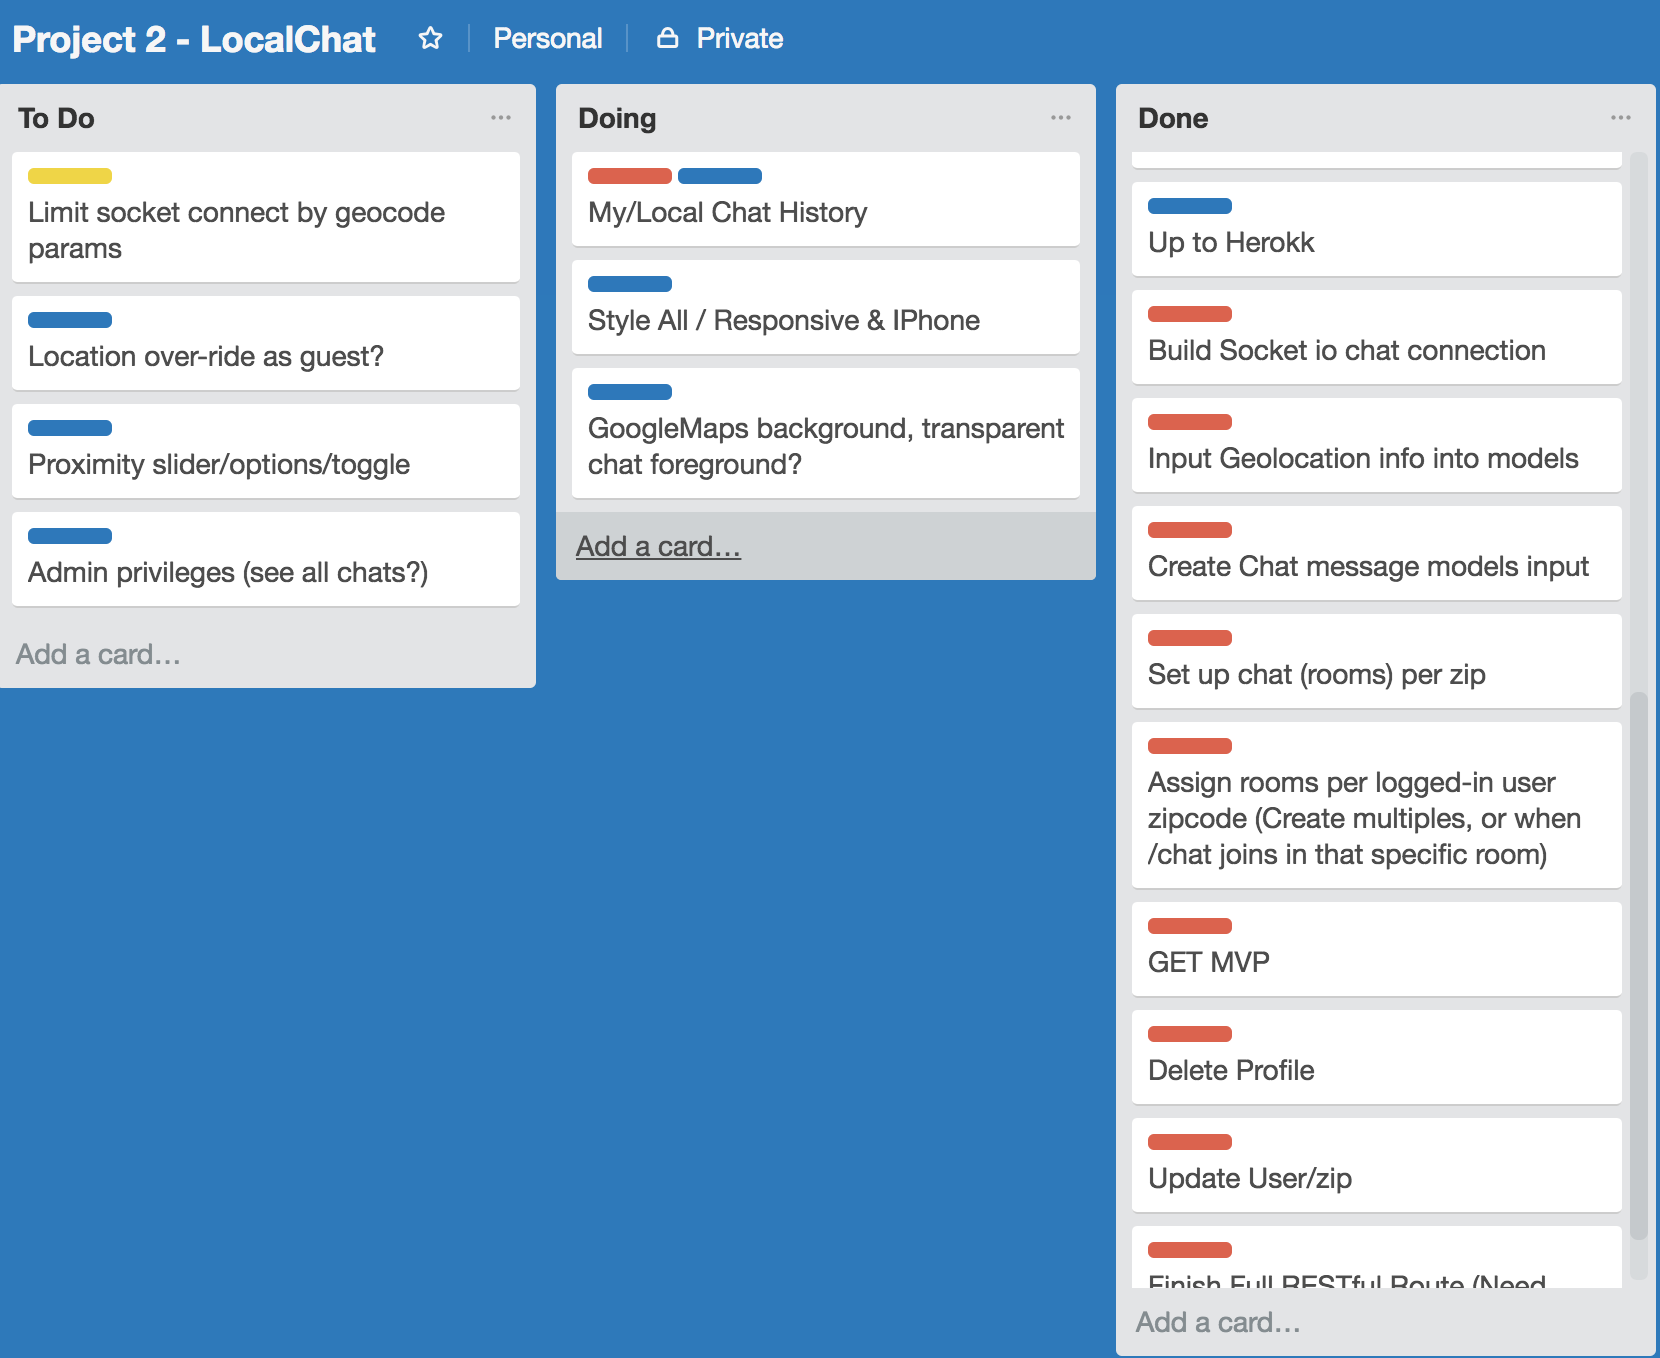 Project 2 - LocalChat
Personal
Private
To Do
Limit socket connect by geocode
params
Location over-ride as guest?
Proximity slider/options/toggle
Admin privileges (see all chats?)
Add a card…
Doing
My/Local Chat History
Style All / Responsive & IPhone
GoogleMaps background, transparent
chat foreground?
Add a card…
Done
Up to Herokk
Build Socket io chat connection
Input Geolocation info into models
Create Chat message models input
Set up chat (rooms) per zip
Assign rooms per logged-in user
zipcode (Create multiples, or when
/chat joins in that specific room)
GET MVP
Delete Profile
Update User/zip
Finish Full RESTful Route (Need
Add a card…